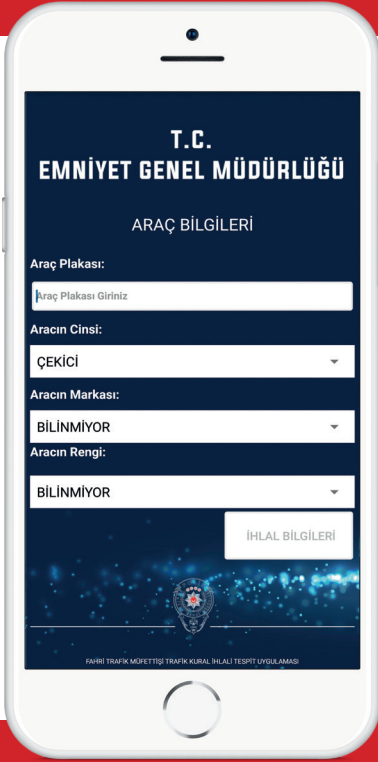 T.C.
EMNİYET GENEL MÜDÜRLÜĞÜ
ARAÇ BİLGİLERİ
Araç Plakası:
Araç Plakası Giriniz
Aracın Cinsi:
ÇEKİCİ
Aracın Markası:
BİLİNMİYOR
Aracın Rengi:
BİLİNMİYOR
İHLAL BİLGİLERİ
FAHRİ TRAFİK MÜFETTİŞİ TRAFİK KURAL İHLALİ TESPİT UYGULAMASI